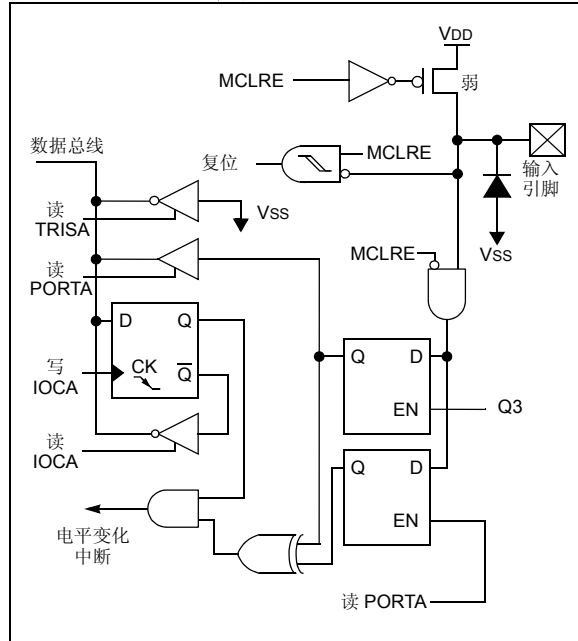 VDD
MCLRE
弱
数据总线
复位
MCLRE
输入
引脚
读
TRISA
VSS
VSS
读
PORTA
MCLRE
D
Q
Q
D
写
IOCA
CK
Q
EN
Q3
读
IOCA
Q
D
EN
电平变化
中断
读 PORTA